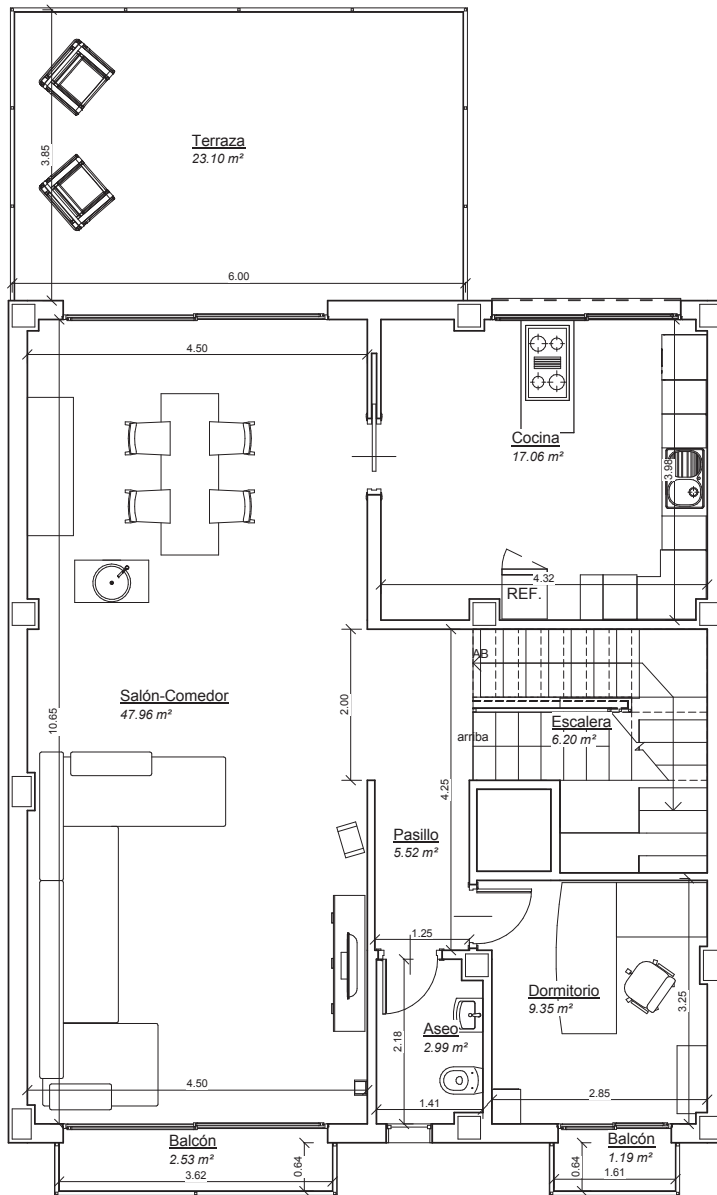 Terraza
23.10 m²
3.85
6.00
4.50
Cocina
17.06 m²
3.98
4.32
REF.
AB
Salón-Comedor
47.96 m²
10.65
2.00
Escalera
6.20 m²
arriba
4.25
Pasillo
5.52 m²
1.25
Dormitorio
9.35 m²
3.25
Aseo
2.99 m²
2.18
4.50
1.41
2.85
Balcón
2.53 m²
0.64
3.62
Balcón
1.19 m²
0.64
1.61